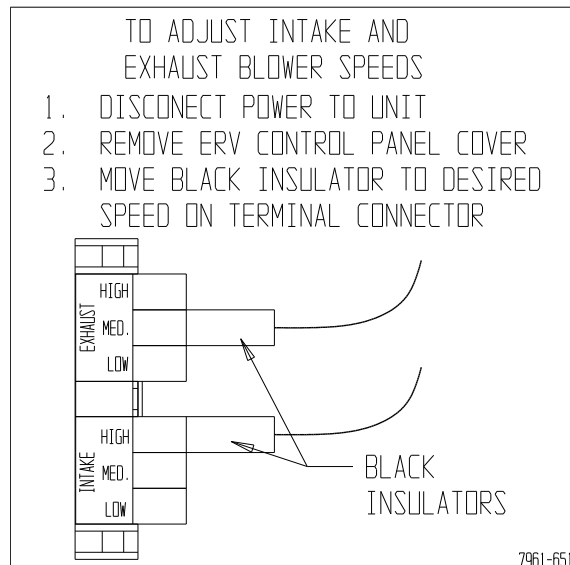 TO ADJUST INTAKE AND
EXHAUST BLOWER SPEEDS
1. DISCONECT POWER TO UNIT
2. REMOVE ERV CONTROL PANEL COVER
3. MOVE BLACK INSULATOR TO DESIRED
SPEED ON TERMINAL CONNECTOR
EXHAUST
HIGH
MED.
LOW
INTAKE
HIGH
MED.
LOW
BLACK
INSULATORS
7961-651